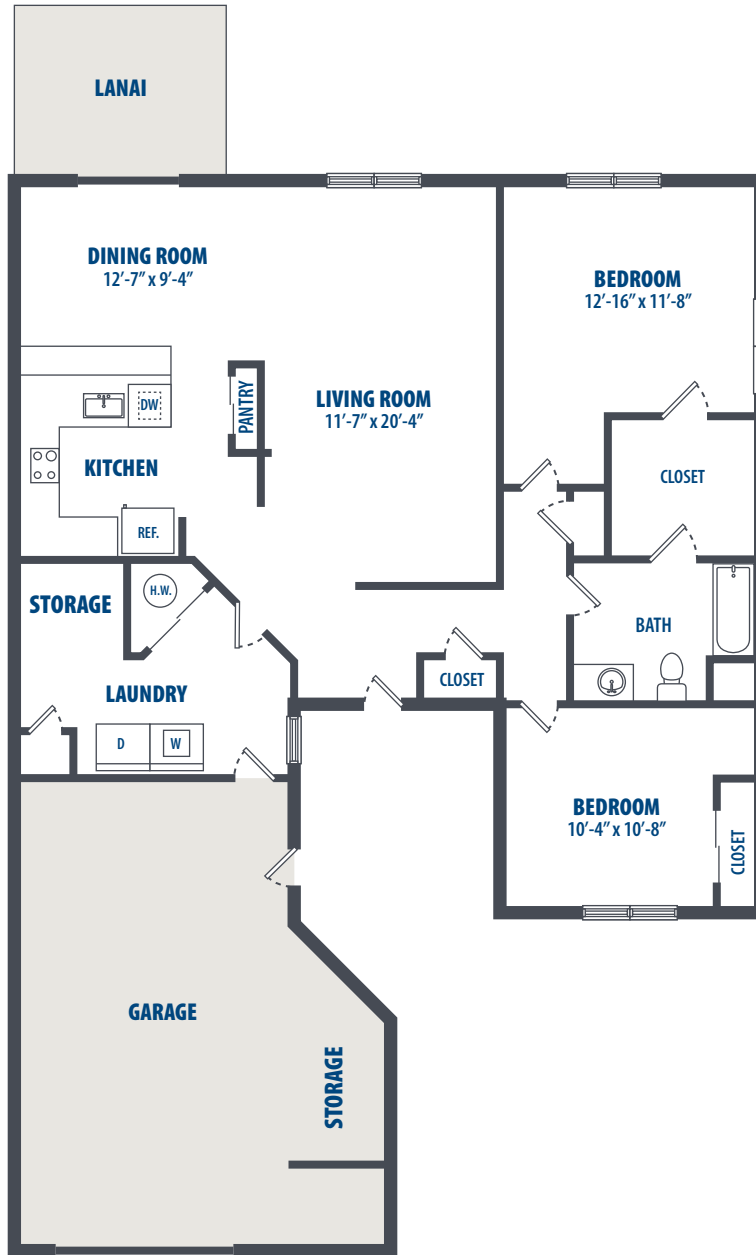 LANAI
DINING ROOM
12’-7” x 9’-4”
BEDROOM
12’-16” x 11’-8”
DW
PANTRY
LIVING ROOM
11’-7” x 20’-4”
KITCHEN
CLOSET
REF.
H.W.
STORAGE
BATH
CLOSET
LAUNDRY
D
W
BEDROOM
10’-4” x 10’-8”
CLOSET
GARAGE
STORAGE